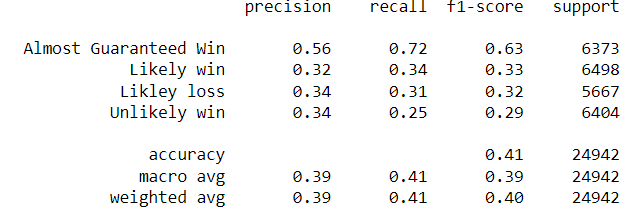 precision recall f1-score support
Almost Guaranteed Win 0.56 0.72 0.63 6373
Likely win 0.32 0.34 0.33 6498
Likley loss 0.34 0.31 0.32 5667
Unlikely win 0.34 0.25 0.29 6404
accuracy 0.41 24942
macro avg 0.39 0.41 0.39 24942
weighted avg 0.39 0.41 0.40 24942